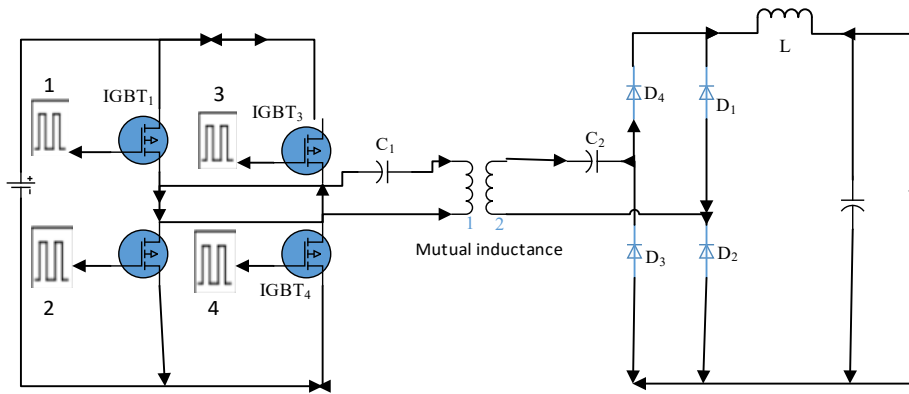 1
IGBT1
3
IGBT3
L
D4
D1
C1
C2
1
2
Mutual inductance
D3
D2
2
4
IGBT4